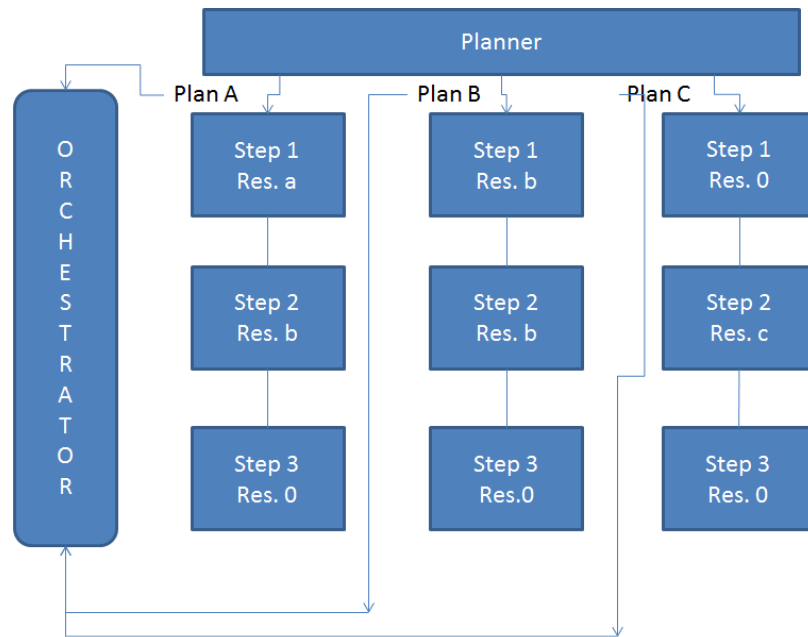 Planner
Plan A
Plan B
Plan C
ORCHESTRATOR
Step 1
Res. a
Step 1
Res. b
Step 1
Res. 0
Step 2
Res. b
Step 2
Res. b
Step 2
Res. c
Step 3
Res. 0
Step 3
Res.0
Step 3
Res. 0